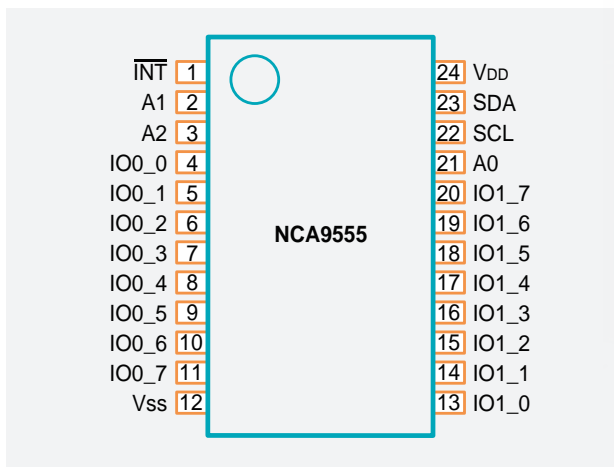 INT 1 24 VDD
A1 2 23 SDA
A2 3 22 SCL
IO0_0 4 21 A0
IO0_1 5 20 IO1_7
IO0_2 6 19 IO1_6
NCA9555
IO0_3 7 18 IO1_5
IO0_4 8 17 IO1_4
IO0_5 9 16 IO1_3
IO0_6 10 15 IO1_2
IO0_7 11 14 IO1_1
Vss 12 13 IO1_0